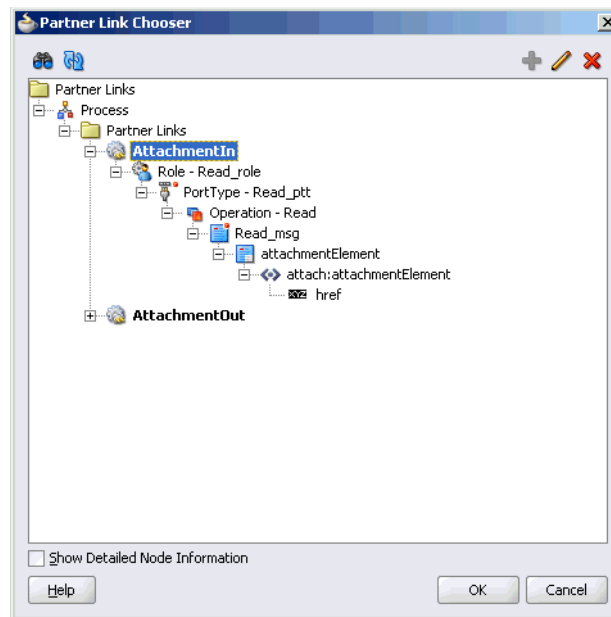 Partner Link Chooser
Partner Links
Process
Partner Links
AttachmentIn
Role - Read_role
PortType - Read_ptt
Operation - Read
Read_msg
attachmentElement
attach:attachmentElement
XYZ href
AttachmentOut
Show Detailed Node Information
Help OK Cancel